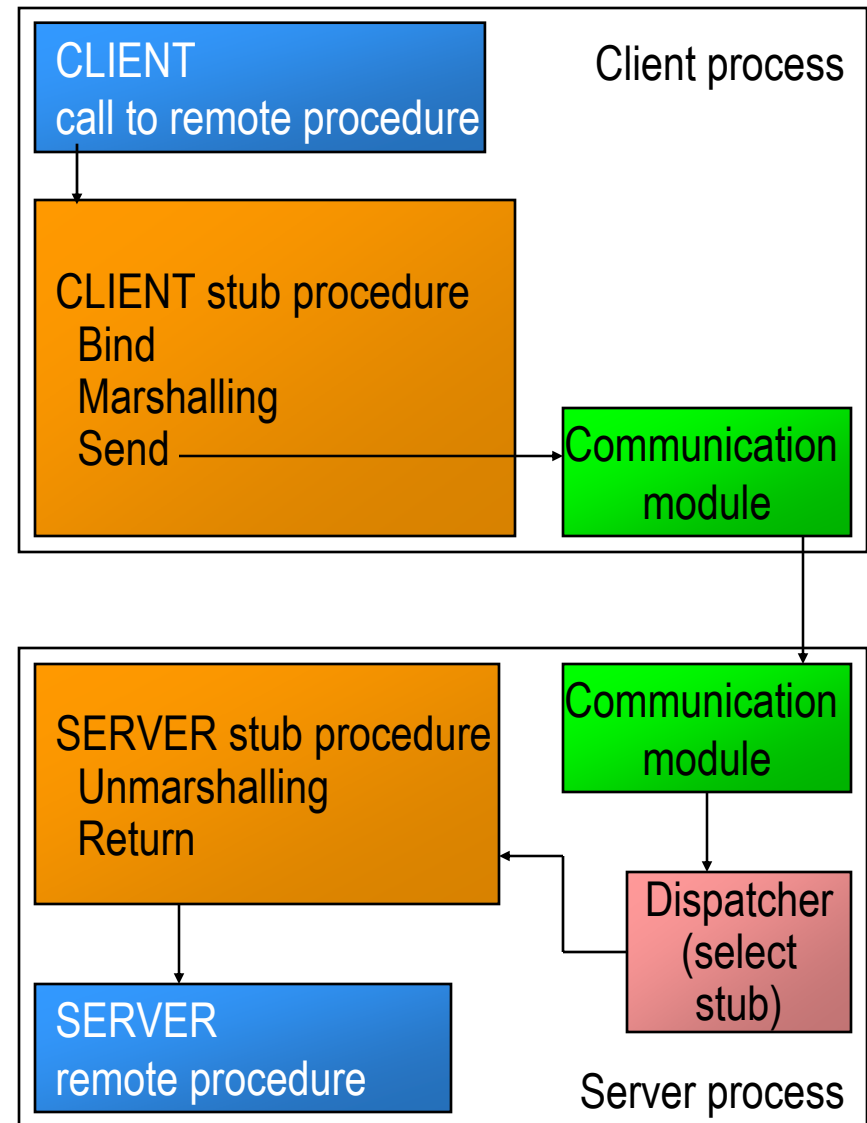 CLIENT
call to remote procedure
Client process
CLIENT stub procedure
Bind
Marshalling
Send
Communication
module
SERVER stub procedure
Unmarshalling
Return
Communication
module
Dispatcher
(select
stub)
SERVER
remote procedure
Server process